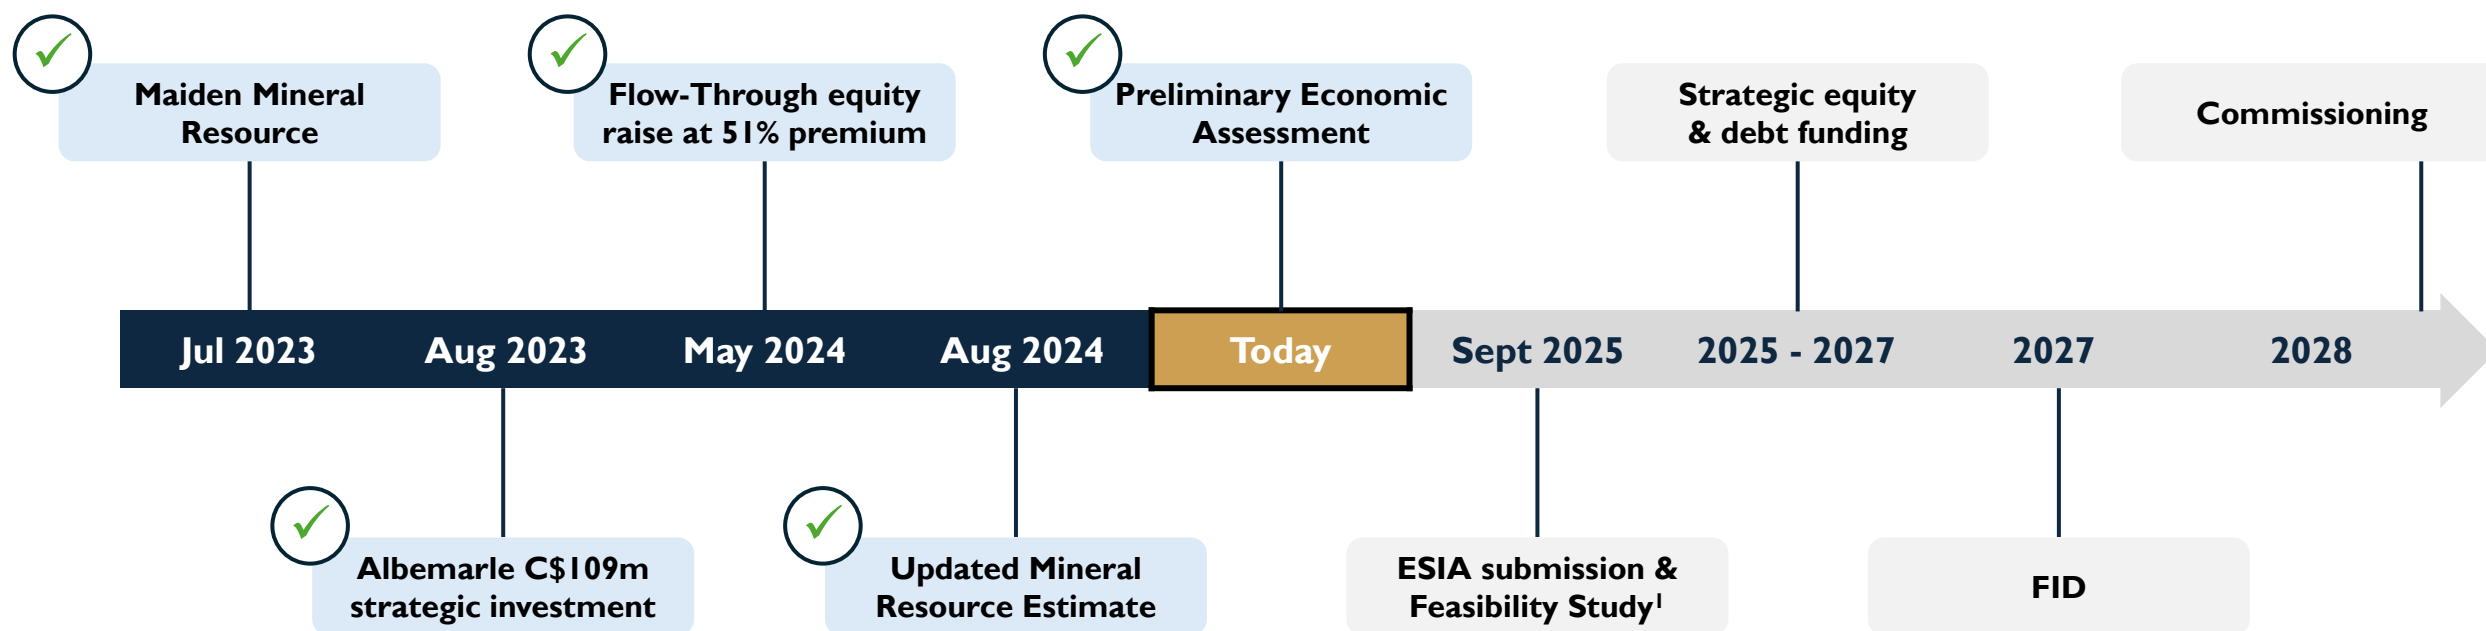 Maiden Mineral
Resource
Flow-Through equity
raise at 51% premium
Preliminary Economic
Assessment
Strategic equity
& debt funding
Commissioning
Jul 2023
Aug 2023
May 2024
Aug 2024
Today
Sept 2025
2025 - 2027
2027
2028
Albemarle C$109m
strategic investment
Updated Mineral
Resource Estimate
ESIA submission &
Feasibility Study¹
FID